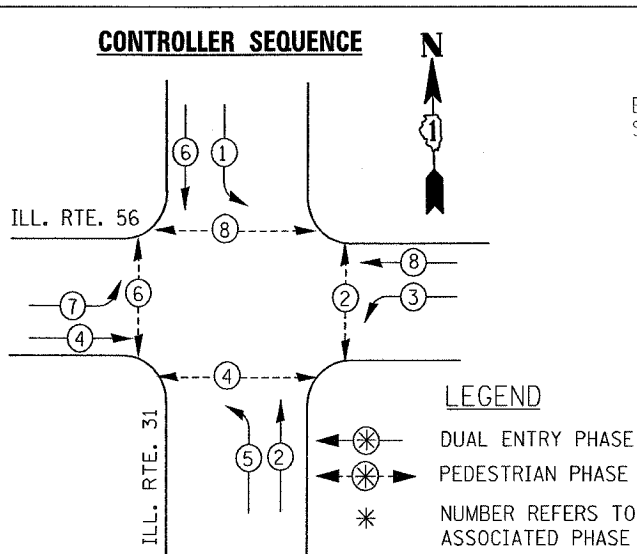 CONTROLLER SEQUENCE
N
1
6
1
ILL. RTE. 56
8
8
7
6
2
3
4
4
ILL. RTE. 31
5
2
LEGEND
* DUAL ENTRY PHASE
* PEDESTRIAN PHASE
* NUMBER REFERS TO
ASSOCIATED PHASE
E
S